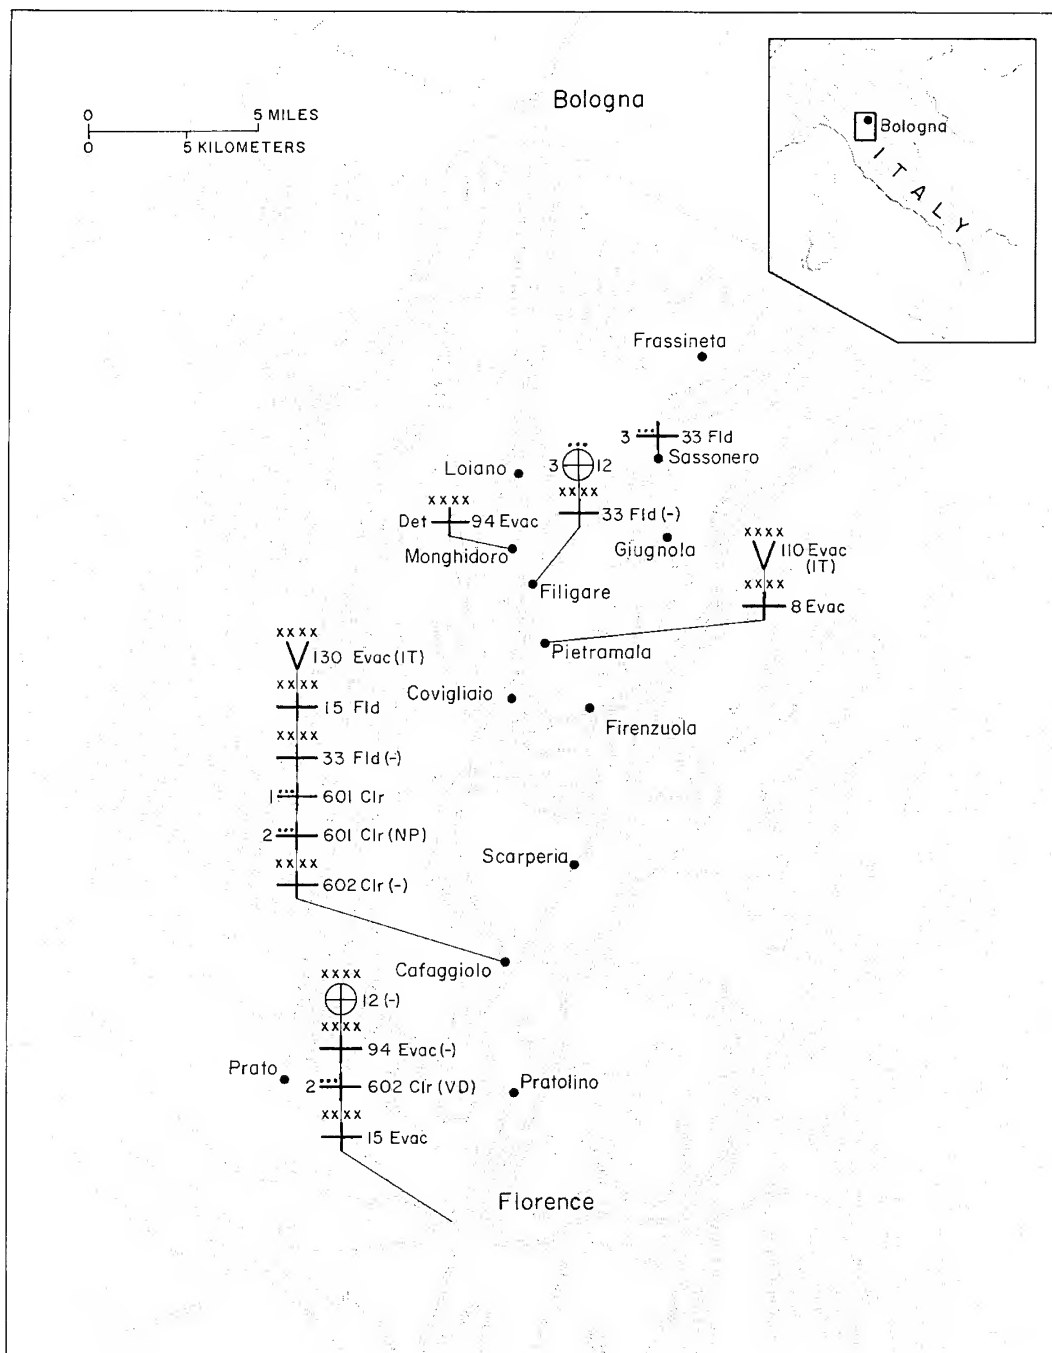 Bologna
0 5 MILES
0 5 KILOMETERS
Bologna
ITALY
Frassineta
3 ... 33 Fld
Sassonero
...
3 12
Loiano
XXXX
33 Fld (-)
XXXX
Det 94 Evac
Monghidoro
Giugnola
XXXX
110 Evac
(IT)
XXXX
8 Evac
Filigare
Pietramala
XXXX
130 Evac (IT)
XXXX
15 Fld
Covigliaio
Firenzuola
XXXX
33 Fld (-)
1 ... 601 Clr
2 ... 601 Clr (NP)
XXXX
602 Clr (-)
Scarperia
Cafaggiolo
XXXX
12 (-)
XXXX
94 Evac (-)
Prato
2 ... 602 Clr (VD)
Pratolino
XXXX
15 Evac
Florence